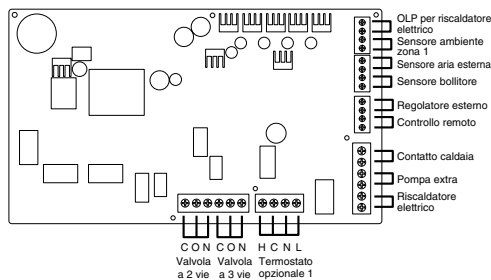 OLP per riscaldatore
elettrico
Sensore ambiente
zona 1
Sensore aria esterna
Sensore bollitore
Regolatore esterno
Controllo remoto
Contatto caldaia
Pompa extra
Riscaldatore
elettrico
C O N C O N H C N L
Valvola Valvola Termostato
a 2 vie a 3 vie opzionale 1